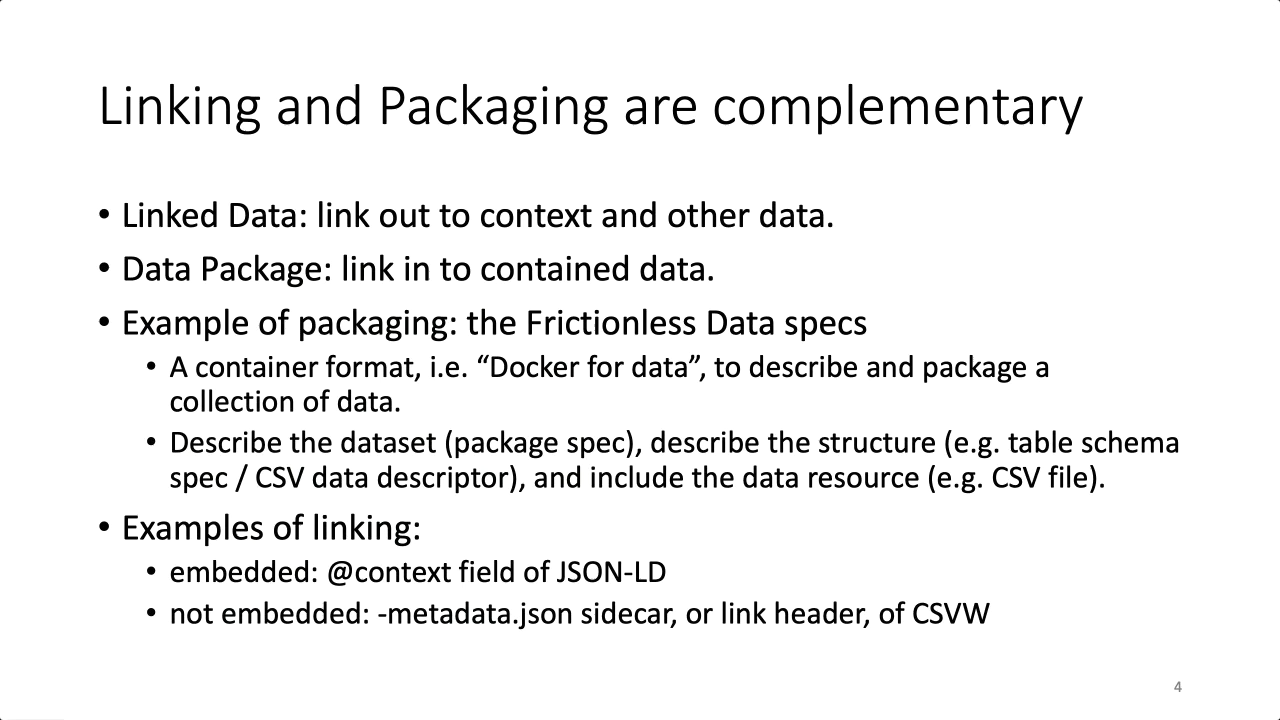 Linking and Packaging are complementary
• Linked Data: link out to context and other data.
• Data Package: link in to contained data.
• Example of packaging: the Frictionless Data specs
• A container format, i.e. “Docker for data”, to describe and package a
collection of data.
• Describe the dataset (package spec), describe the structure (e.g. table schema
spec / CSV data descriptor), and include the data resource (e.g. CSV file).
• Examples of linking:
• embedded: @context field of JSON-LD
• not embedded: -metadata.json sidecar, or link header, of CSVW
4